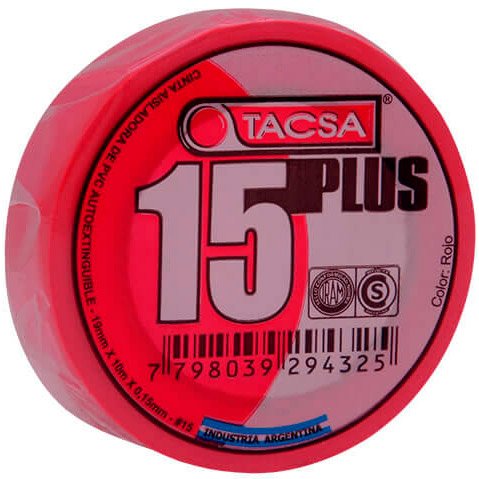 TACSA®
15 PLUS
CINTA AISLADORA DE PVC AUTOEXTINGUIBLE - 19mm X 10m X 0,15mm - #15
IRAM
S
Color: Rojo
7 798039 294325
INDUSTRIA ARGENTINA